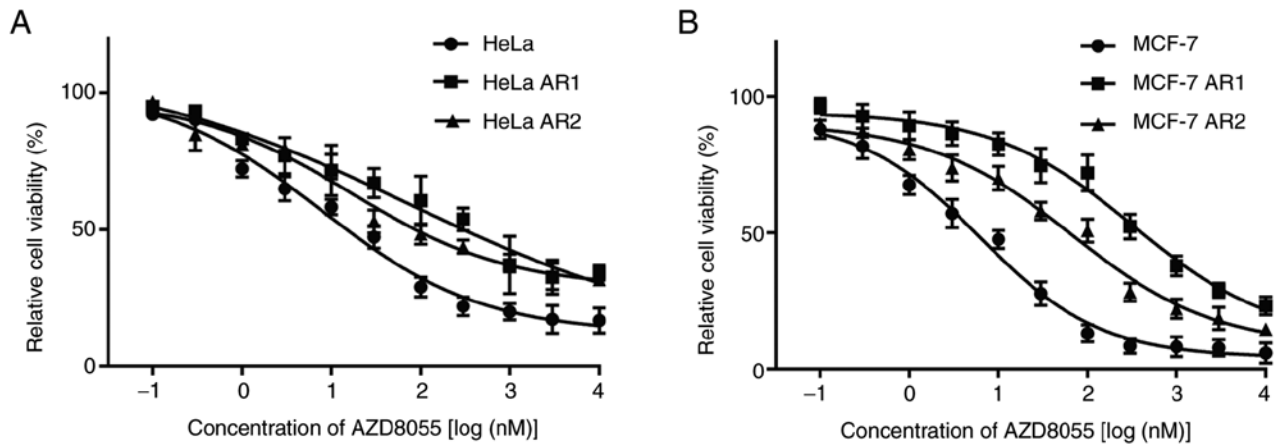 A
HeLa
HeLa AR1
HeLa AR2
Relative cell viability (%)
100
50
0
−1 0 1 2 3 4
Concentration of AZD8055 [log (nM)]
B
MCF-7
MCF-7 AR1
MCF-7 AR2
Relative cell viability (%)
100
50
0
−1 0 1 2 3 4
Concentration of AZD8055 [log (nM)]